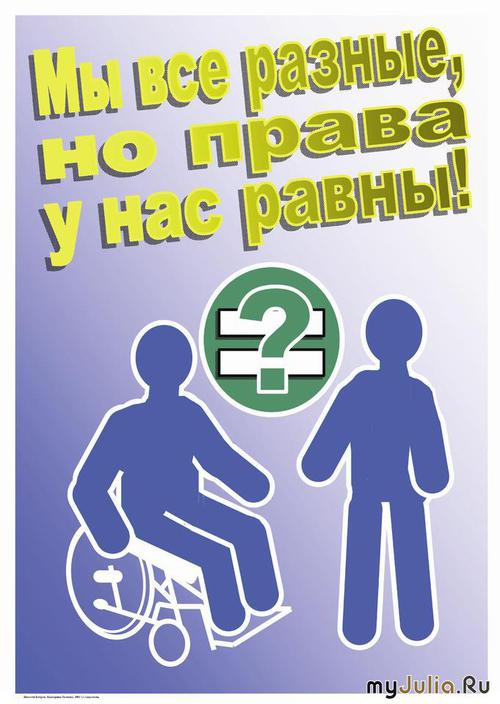 Мы все разные,
но права
у нас равны!
?
myJulia.Ru